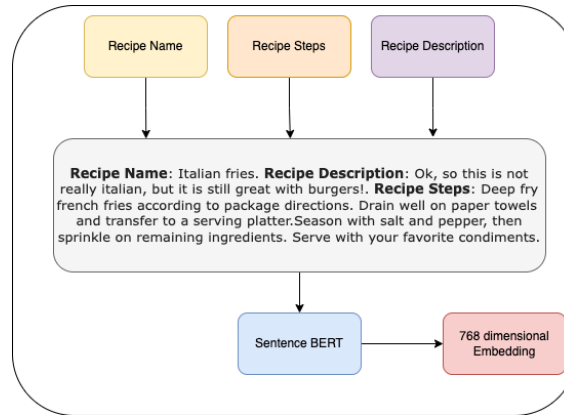 Recipe Name
Recipe Steps
Recipe Description
Recipe Name: Italian fries. Recipe Description: Ok, so this is not
really italian, but it is still great with burgers!. Recipe Steps: Deep fry
french fries according to package directions. Drain well on paper towels
and transfer to a serving platter.Season with salt and pepper, then
sprinkle on remaining ingredients. Serve with your favorite condiments.
Sentence BERT
768 dimensional
Embedding